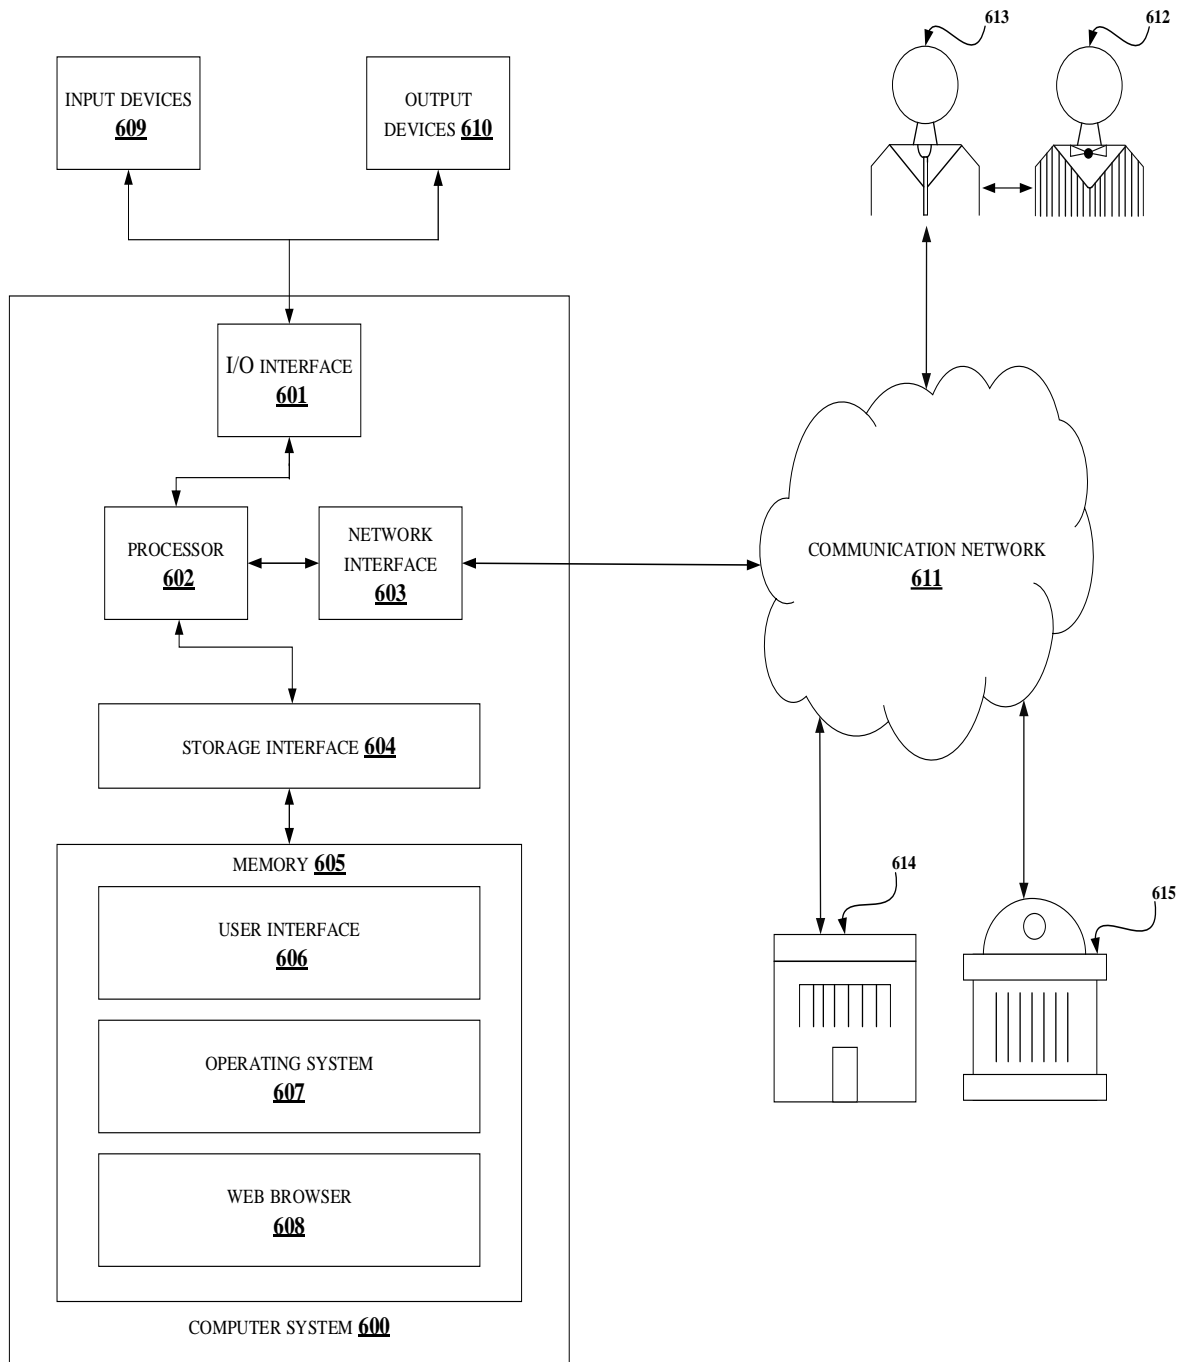 613
612
INPUT DEVICES
609
OUTPUT
DEVICES 610
I/O INTERFACE
601
PROCESSOR
602
NETWORK
INTERFACE
603
COMMUNICATION NETWORK
611
STORAGE INTERFACE 604
MEMORY 605
USER INTERFACE
606
OPERATING SYSTEM
607
WEB BROWSER
608
COMPUTER SYSTEM 600
614
615